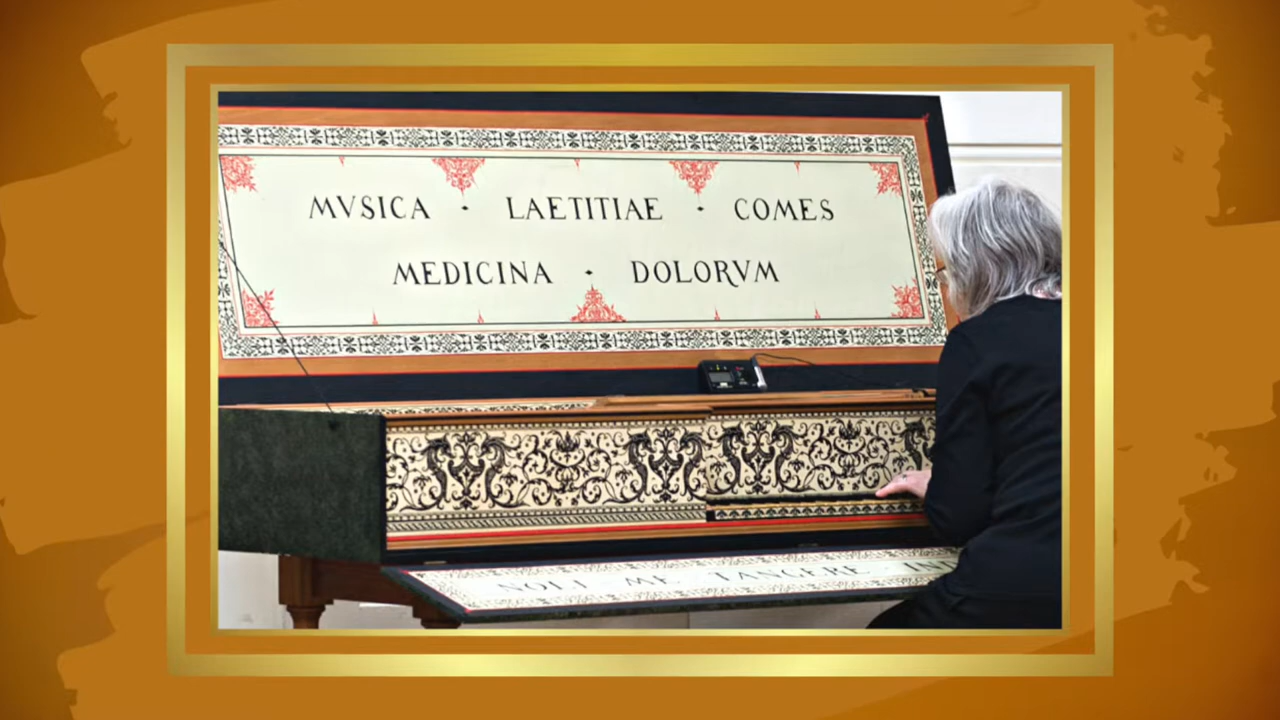 MVSICA · LAETITIAE · COMES
MEDICINA · DOLORVM
NOLI ME TANGERE